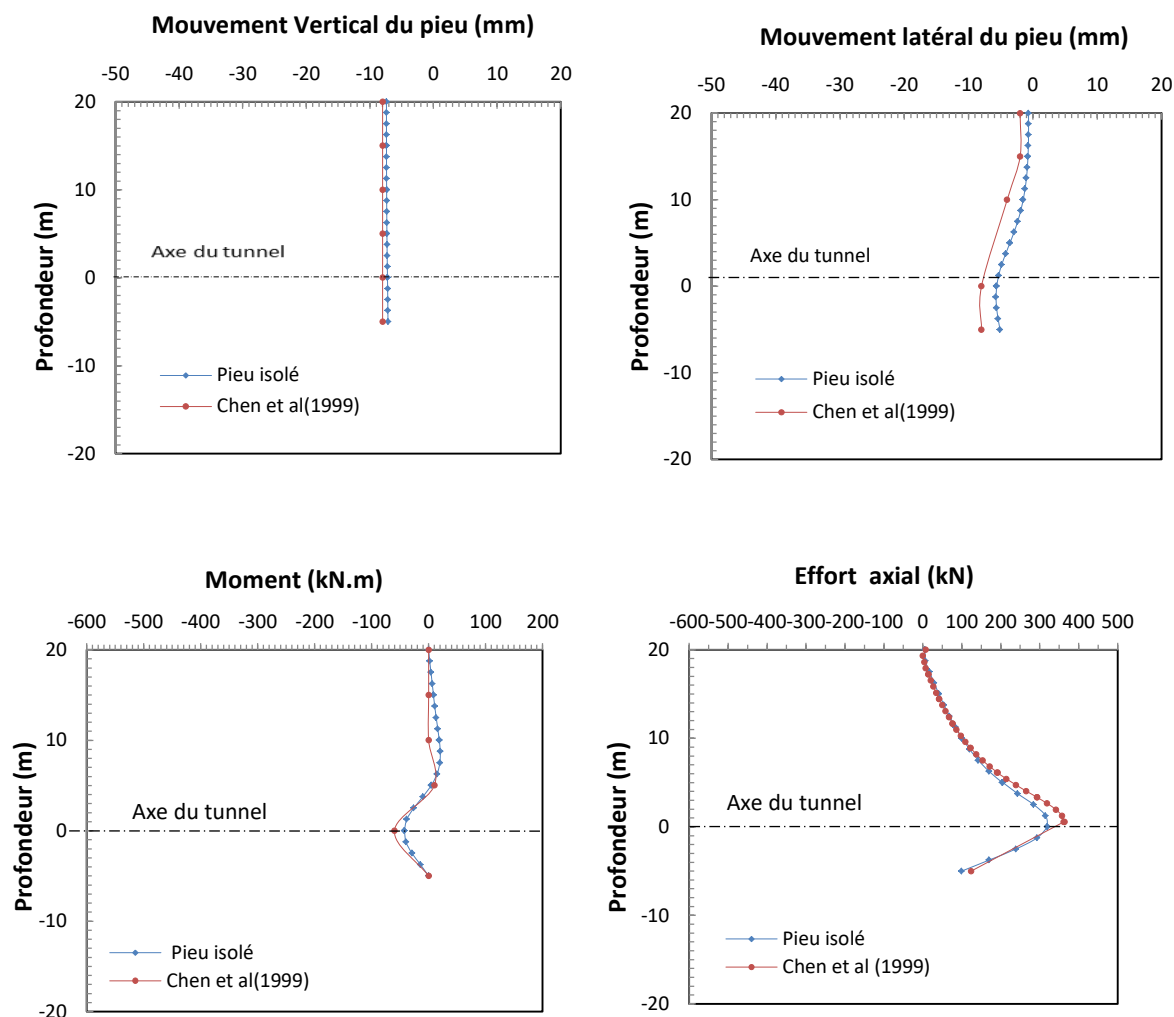 Mouvement Vertical du pieu (mm)
-50 -40 -30 -20 -10 0 10 20
20
10
0
-10
-20
Profondeur (m)
Axe du tunnel
Pieu isolé
Chen et al(1999)
Mouvement latéral du pieu (mm)
-50 -40 -30 -20 -10 0 10 20
20
10
0
-10
-20
Profondeur (m)
Axe du tunnel
Pieu isolé
Chen et al(1999)
Moment (kN.m)
-600 -500 -400 -300 -200 -100 0 100 200
20
10
0
-10
-20
Profondeur (m)
Axe du tunnel
Pieu isolé
Chen et al(1999)
Effort axial (kN)
-600-500-400-300-200-100 0 100 200 300 400 500
20
10
0
-10
-20
Profondeur (m)
Axe du tunnel
Pieu isolé
Chen et al (1999)